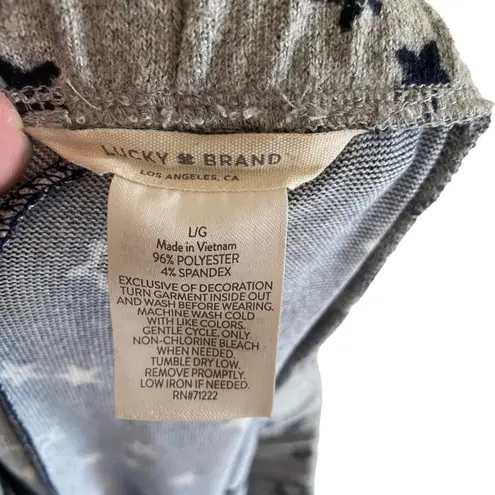 LUCKY BRAND
LOS ANGELES, CA
L/G
Made in Vietnam
96% POLYESTER
4% SPANDEX
EXCLUSIVE OF DECORATION
TURN GARMENT INSIDE OUT
AND WASH BEFORE WEARING.
MACHINE WASH COLD
WITH LIKE COLORS.
GENTLE CYCLE. ONLY
NON-CHLORINE BLEACH
WHEN NEEDED.
TUMBLE DRY LOW.
REMOVE PROMPTLY.
LOW IRON IF NEEDED.
RN#71222